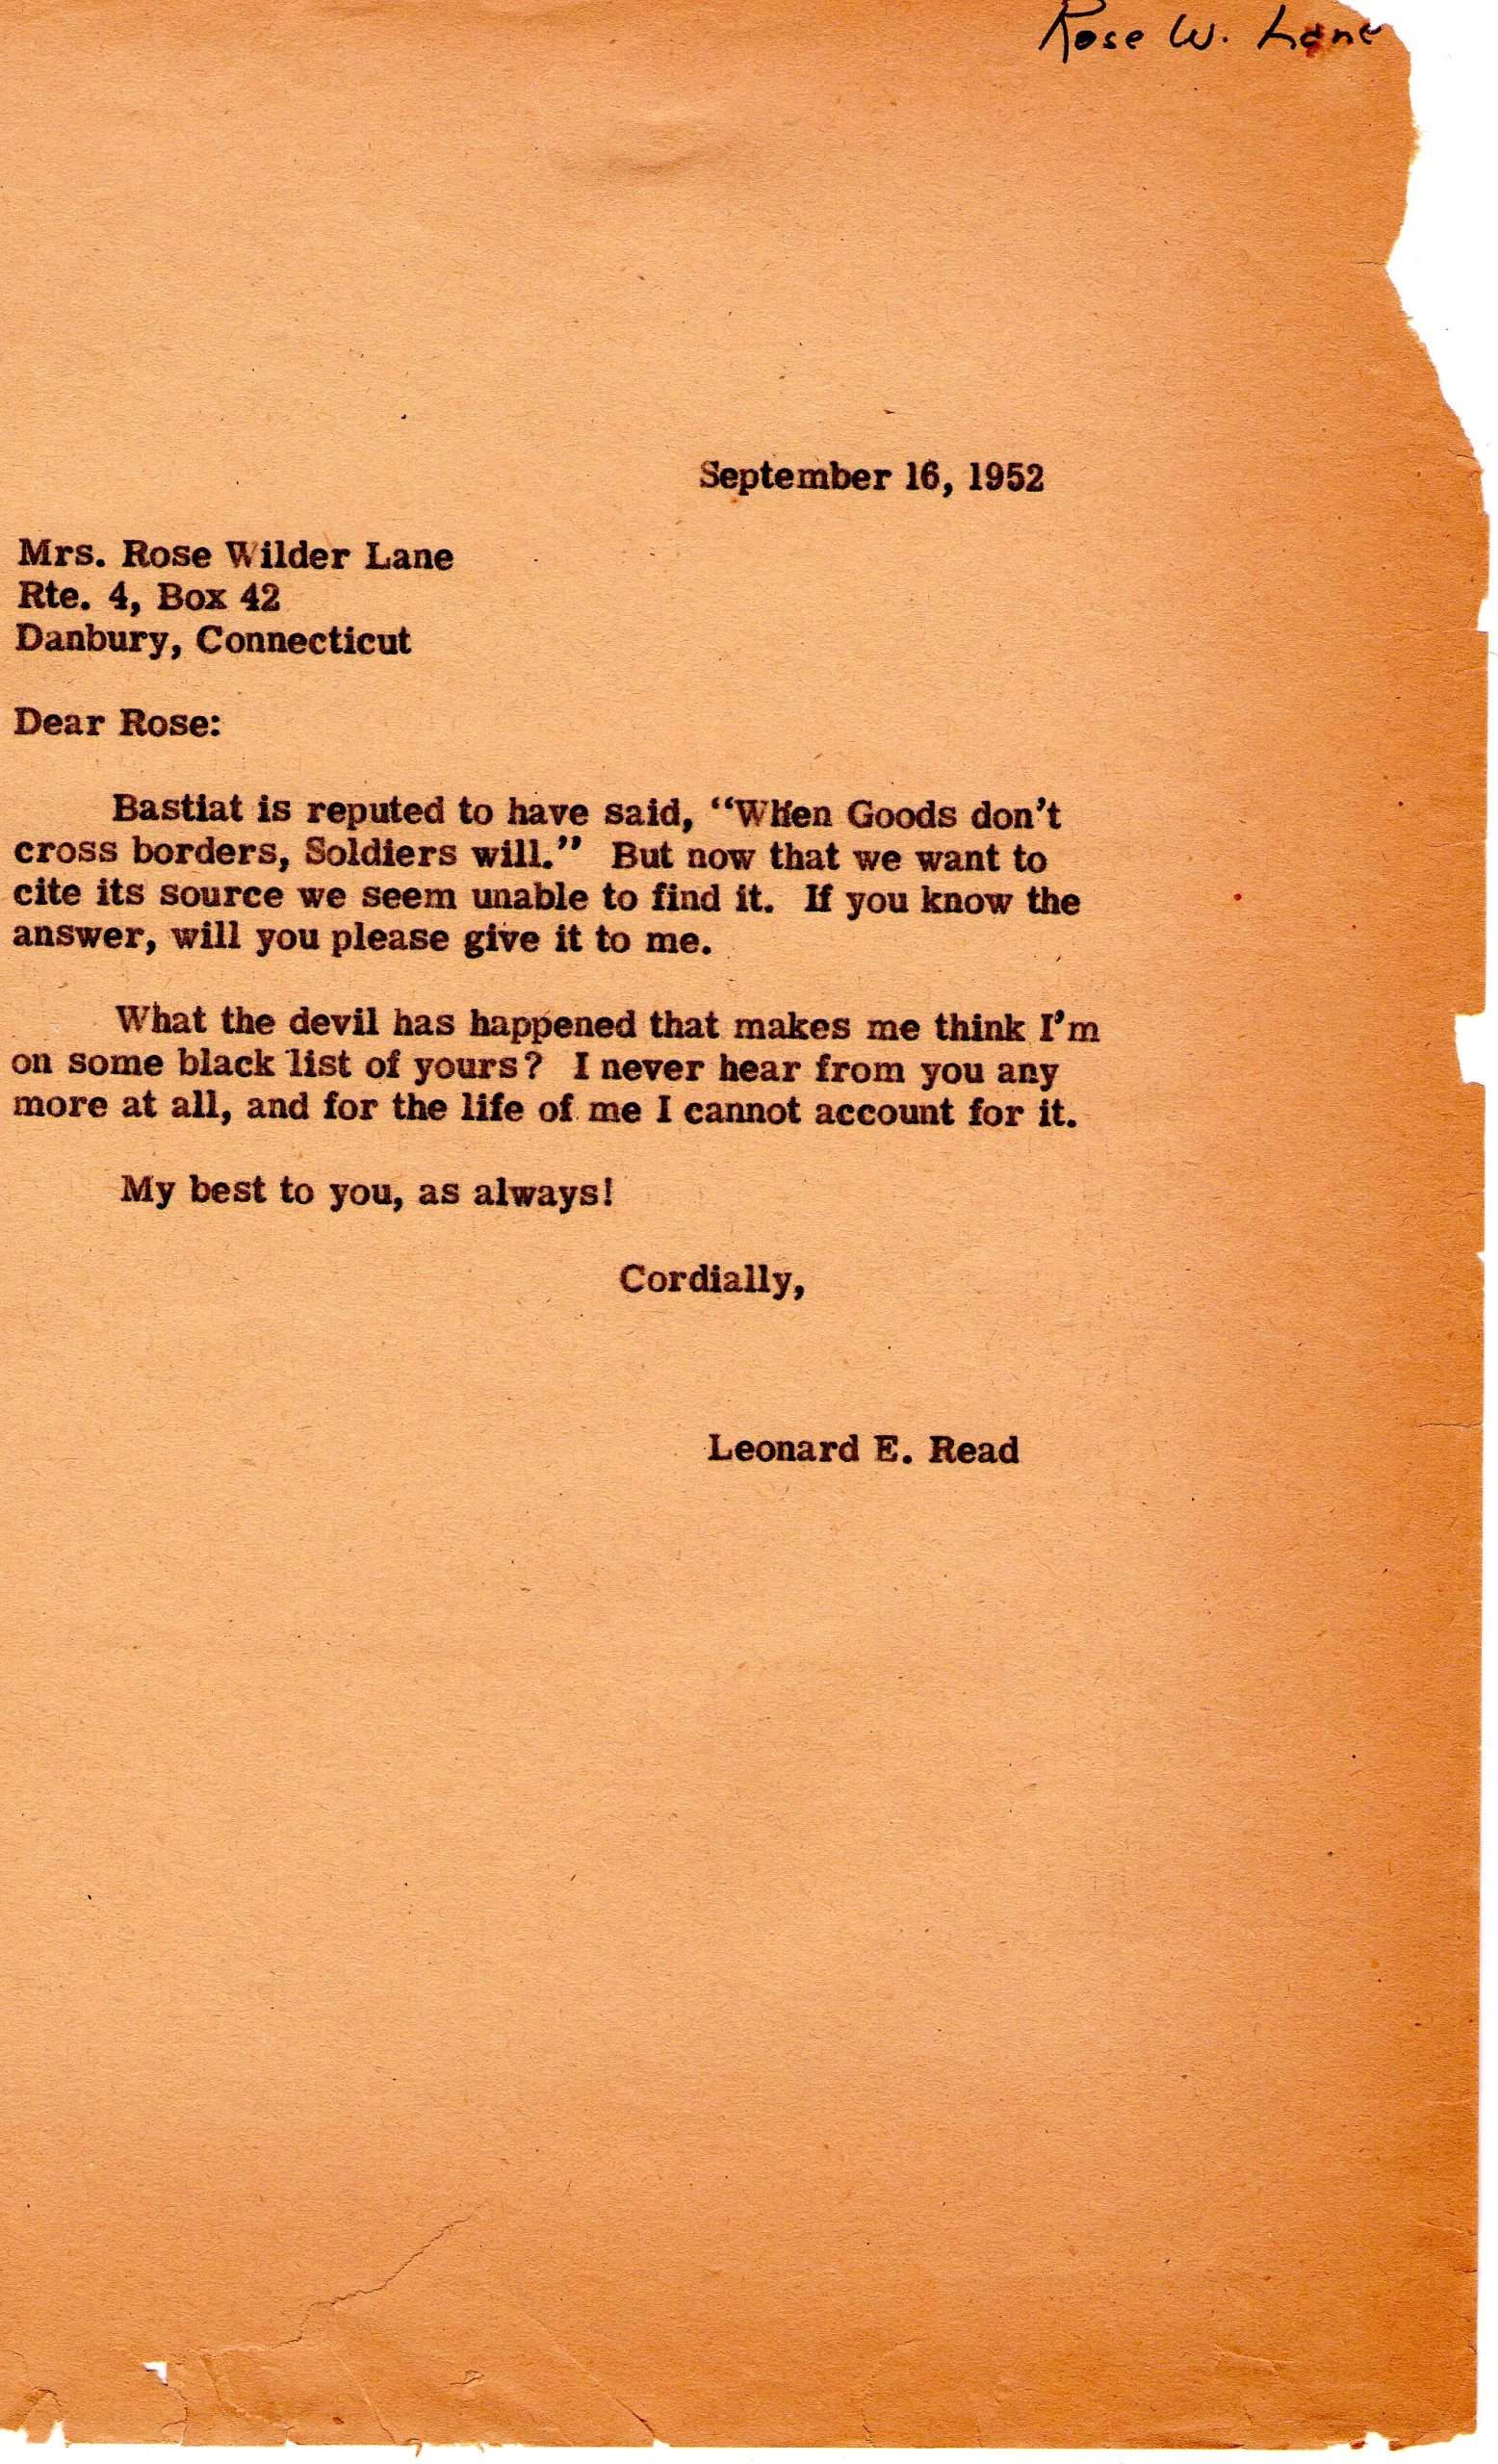 Rose W. Lane
September 16, 1952
Mrs. Rose Wilder Lane
Rte. 4, Box 42
Danbury, Connecticut
Dear Rose:
Bastiat is reputed to have said, “When Goods don’t
cross borders, Soldiers will.” But now that we want to
cite its source we seem unable to find it. If you know the
answer, will you please give it to me.
What the devil has happened that makes me think I’m
on some black list of yours? I never hear from you any
more at all, and for the life of me I cannot account for it.
My best to you, as always!
Cordially,
Leonard E. Read